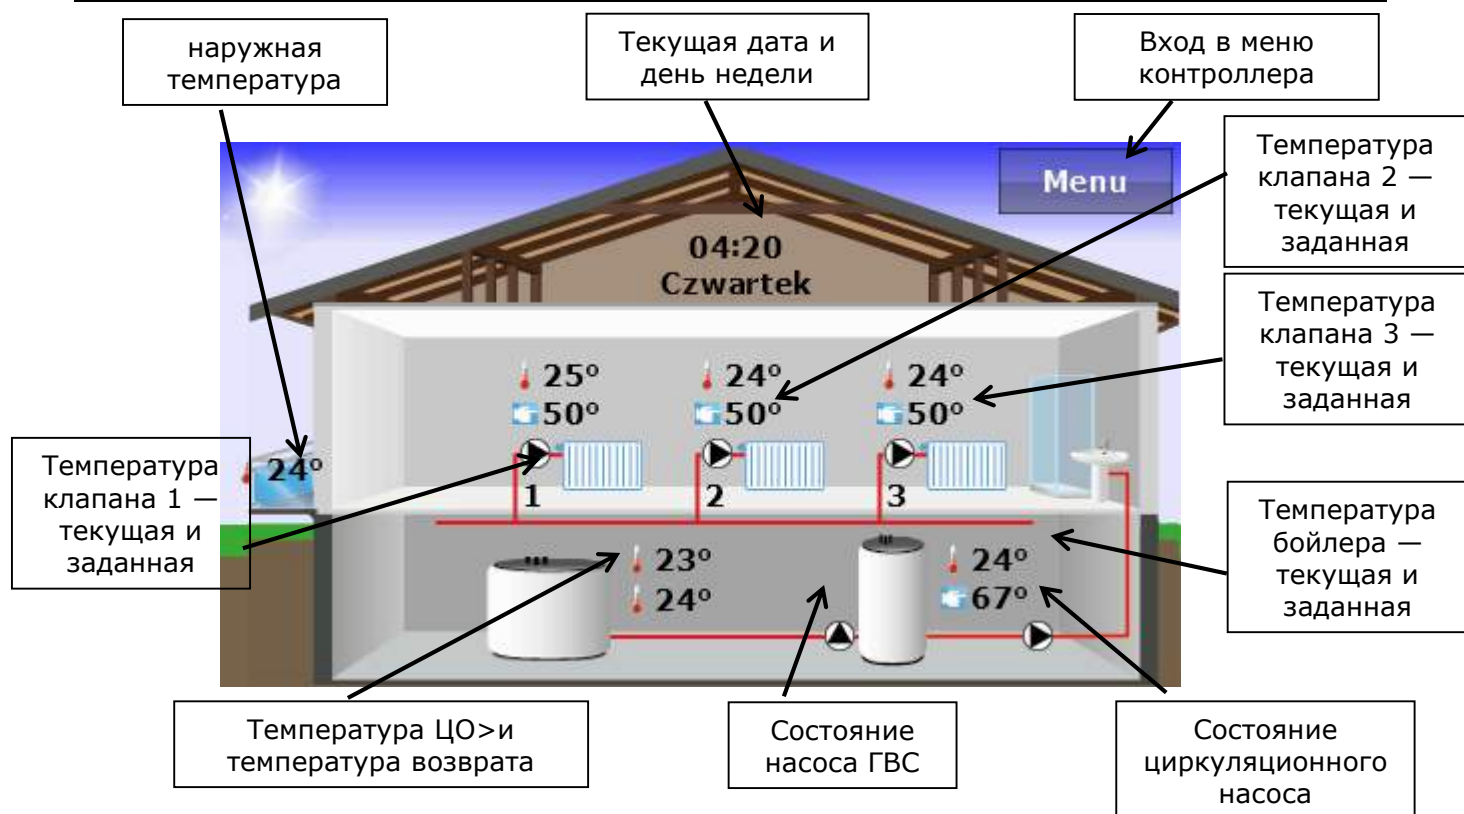 наружная
температура
Текущая дата и
день недели
Вход в меню
контроллера
Температура
клапана 2 —
текущая и
заданная
Menu
04:20
Czwartek
Температура
клапана 3 —
текущая и
заданная
25° 24° 24°
50° 50° 50°
Температура
клапана 1 —
текущая и
заданная
24°
1 2 3
Температура
бойлера —
текущая и
заданная
23° 24°
24° 67°
Температура ЦО>и
температура возврата
Состояние
насоса ГВС
Состояние
циркуляционного
насоса